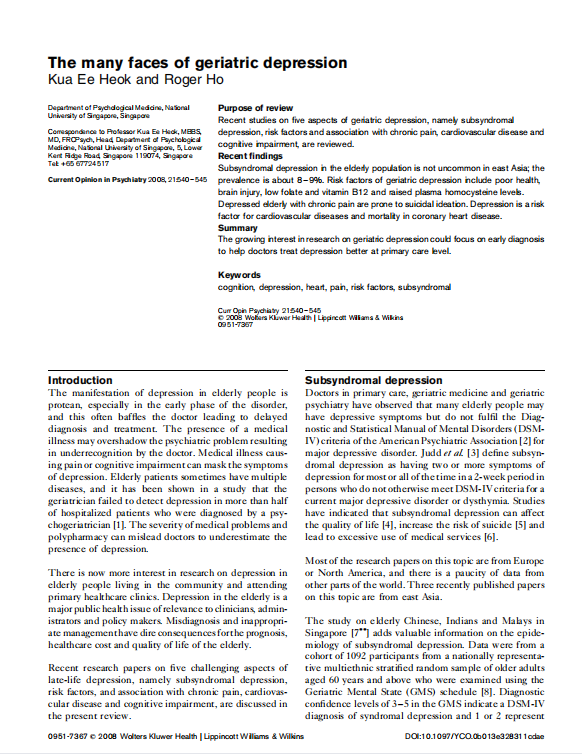 The many faces of geriatric depression
Kua Ee Heok and Roger Ho
Department of Psychological Medicine, National
University of Singapore, Singapore
Correspondence to Professor Kua Ee Heok, MBBS,
MD, FRCPsych, Head, Department of Psychological
Medicine, National University of Singapore, 5, Lower
Kent Ridge Road, Singapore 119074, Singapore
Tel: +65 67724517
Current Opinion in Psychiatry 2008, 21:540–545
Purpose of review
Recent studies on five aspects of geriatric depression, namely subsyndromal
depression, risk factors and association with chronic pain, cardiovascular disease and
cognitive impairment, are reviewed.
Recent findings
Subsyndromal depression in the elderly population is not uncommon in east Asia; the
prevalence is about 8–9%. Risk factors of geriatric depression include poor health,
brain injury, low folate and vitamin B12 and raised plasma homocysteine levels.
Depressed elderly with chronic pain are prone to suicidal ideation. Depression is a risk
factor for cardiovascular diseases and mortality in coronary heart disease.
Summary
The growing interest in research on geriatric depression could focus on early diagnosis
to help doctors treat depression better at primary care level.
Keywords
cognition, depression, heart, pain, risk factors, subsyndromal
Curr Opin Psychiatry 21:540–545
© 2008 Wolters Kluwer Health | Lippincott Williams & Wilkins
0951-7367
Introduction
The manifestation of depression in elderly people is
protean, especially in the early phase of the disorder,
and this often baffles the doctor leading to delayed
diagnosis and treatment. The presence of a medical
illness may overshadow the psychiatric problem resulting
in underrecognition by the doctor. Medical illness caus-
ing pain or cognitive impairment can mask the symptoms
of depression. Elderly patients sometimes have multiple
diseases, and it has been shown in a study that the
geriatrician failed to detect depression in more than half
of hospitalized patients who were diagnosed by a psy-
chogeriatrician [1]. The severity of medical problems and
polypharmacy can mislead doctors to underestimate the
presence of depression.
There is now more interest in research on depression in
elderly people living in the community and attending
primary healthcare clinics. Depression in the elderly is a
major public health issue of relevance to clinicians, admin-
istrators and policy makers. Misdiagnosis and inappropri-
ate management have dire consequences for the prognosis,
healthcare cost and quality of life of the elderly.
Recent research papers on five challenging aspects of
late-life depression, namely subsyndromal depression,
risk factors, and association with chronic pain, cardiovas-
cular disease and cognitive impairment, are discussed in
the present review.
Subsyndromal depression
Doctors in primary care, geriatric medicine and geriatric
psychiatry have observed that many elderly people may
have depressive symptoms but do not fulfil the Diag-
nostic and Statistical Manual of Mental Disorders (DSM-
IV) criteria of the American Psychiatric Association [2] for
major depressive disorder. Judd et al. [3] define subsyn-
dromal depression as having two or more symptoms of
depression for most or all of the time in a 2-week period in
persons who do not otherwise meet DSM-IV criteria for a
current major depressive disorder or dysthymia. Studies
have indicated that subsyndromal depression can affect
the quality of life [4], increase the risk of suicide [5] and
lead to excessive use of medical services [6].
Most of the research papers on this topic are from Europe
or North America, and there is a paucity of data from
other parts of the world. Three recently published papers
on this topic are from east Asia.
The study on elderly Chinese, Indians and Malays in
Singapore [7••] adds valuable information on the epide-
miology of subsyndromal depression. Data were from a
cohort of 1092 participants from a nationally representa-
tive multiethnic stratified random sample of older adults
aged 60 years and above who were examined using the
Geriatric Mental State (GMS) schedule [8]. Diagnostic
confidence levels of 3–5 in the GMS indicate a DSM-IV
diagnosis of syndromal depression and 1 or 2 represent
0951-7367 © 2008 Wolters Kluwer Health | Lippincott Williams & Wilkins
DOI:10.1097/YCO.0b013e328311cdae